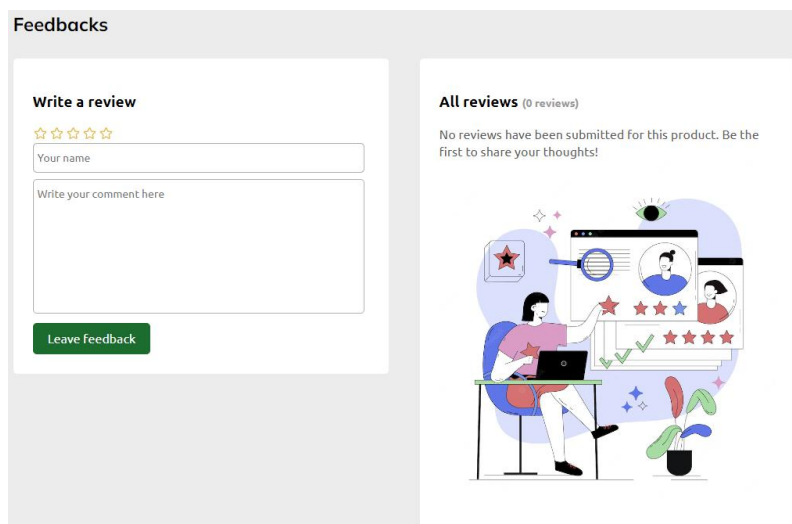 Feedbacks
Write a review
Your name
Write your comment here
Leave feedback
All reviews (0 reviews)
No reviews have been submitted for this product. Be the
first to share your thoughts!